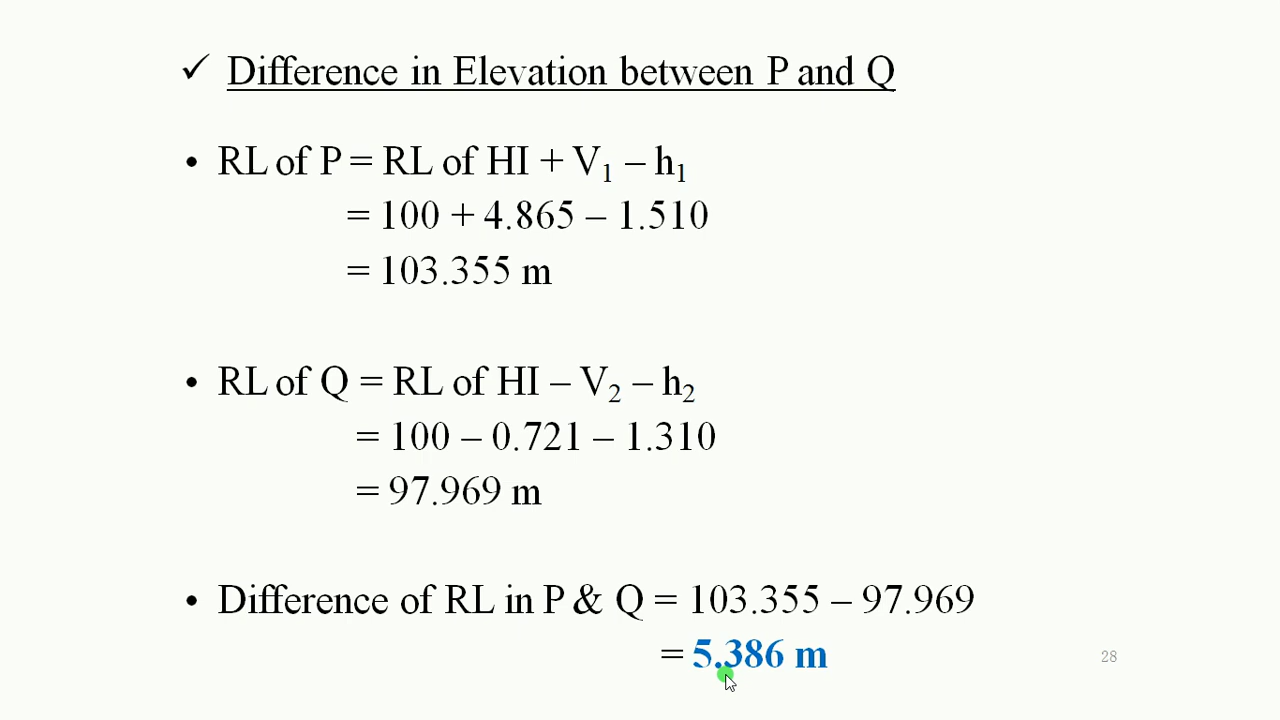 ✓ Difference in Elevation between P and Q
• RL of P = RL of HI + V₁ – h₁
= 100 + 4.865 – 1.510
= 103.355 m
• RL of Q = RL of HI – V₂ – h₂
= 100 – 0.721 – 1.310
= 97.969 m
• Difference of RL in P & Q = 103.355 – 97.969
= 5.386 m
28